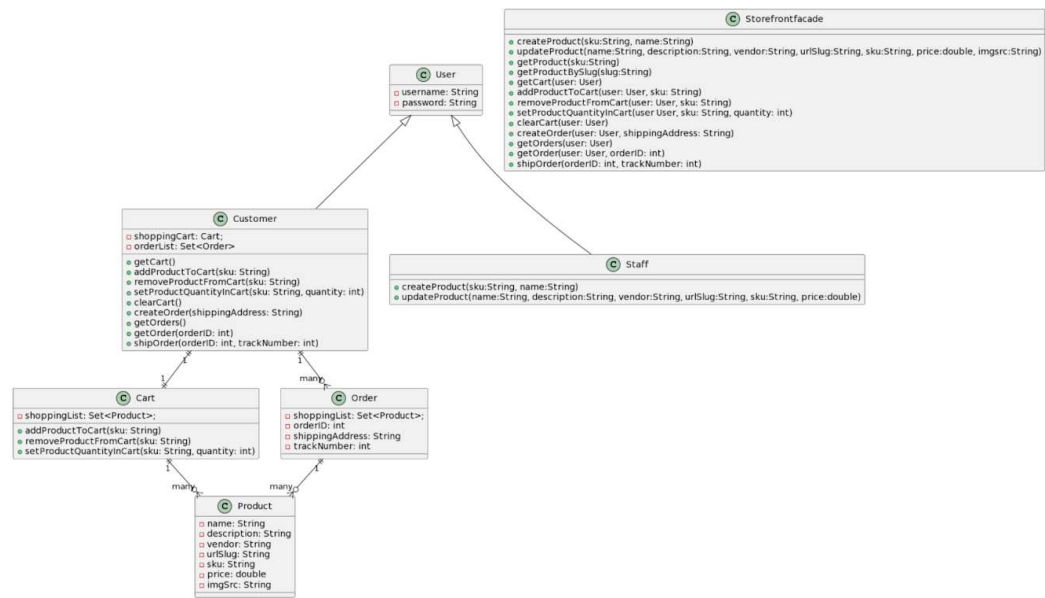 C Storefrontfacade
createProduct(sku:String, name:String)
updateProduct(name:String, description:String, vendor:String, urlSlug:String, sku:String, price:double, imgsrc:String)
getProduct(sku:String)
getProductBySlug(slug:String)
getCart(user: User)
addProductToCart(user: User, sku: String)
removeProductFromCart(user: User, sku: String)
setProductQuantityInCart(user User, sku: String, quantity: int)
clearCart(user: User)
createOrder(user: User, shippingAddress: String)
getOrders(user: User)
getOrder(user: User, orderID: int)
shipOrder(orderID: int, trackNumber: int)
C User
username: String
password: String
C Customer
shoppingCart: Cart;
orderList: Set<Order>
getCart()
addProductToCart(sku: String)
removeProductFromCart(sku: String)
setProductQuantityInCart(sku: String, quantity: int)
clearCart()
createOrder(shippingAddress: String)
getOrders()
getOrder(orderID: int)
shipOrder(orderID: int, trackNumber: int)
C Staff
createProduct(sku:String, name:String)
updateProduct(name:String, description:String, vendor:String, urlSlug:String, sku:String, price:double)
1
1
1
many
C Cart
shoppingList: Set<Product>;
addProductToCart(sku: String)
removeProductFromCart(sku: String)
setProductQuantityInCart(sku: String, quantity: int)
C Order
shoppingList: Set<Product>;
orderID: int
shippingAddress: String
trackNumber: int
1
many
1
many
C Product
name: String
description: String
vendor: String
urlSlug: String
sku: String
price: double
imgSrc: String